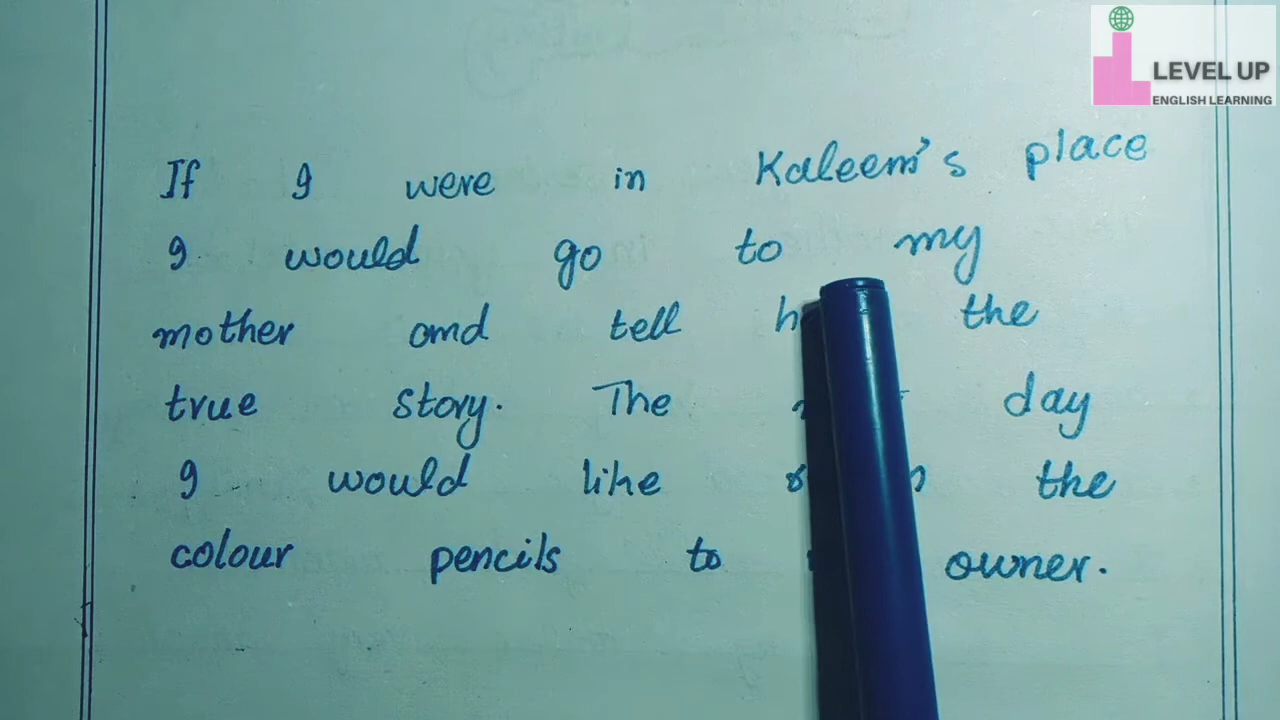 LEVEL UP
ENGLISH LEARNING
If I were in Kaleem's place
I would go to my
mother and tell the
true story. The day
I would like the
colour pencils to owner.